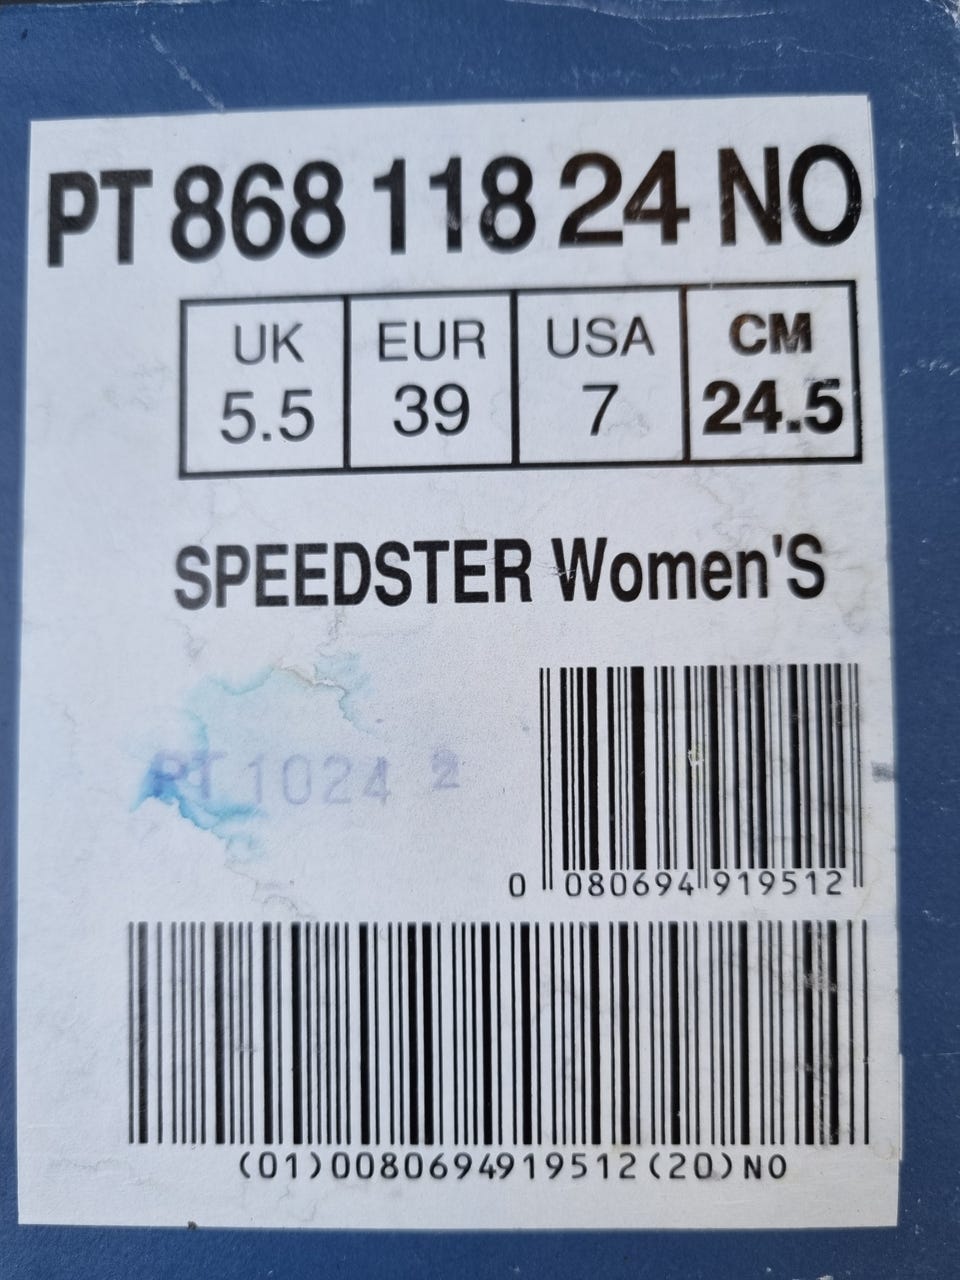 PT 868 118 24 NO
UK EUR USA CM
5.5 39 7 24.5
SPEEDSTER Women'S
PT 1024 2
0 080694 919512
(01)0080694919512(20)NO